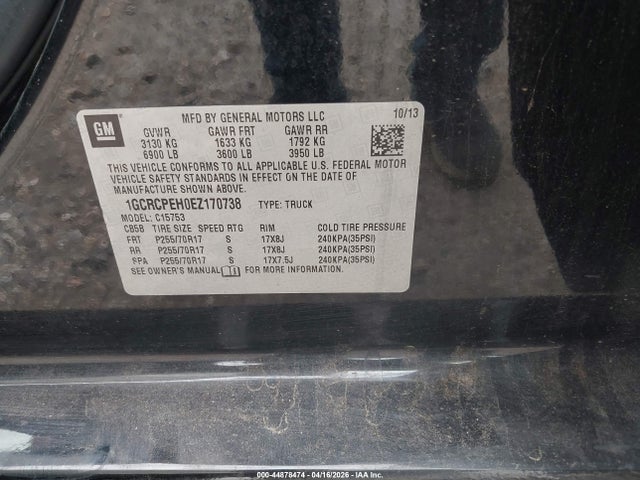 GM
MFD BY GENERAL MOTORS LLC 10/13
GVWR GAWR FRT GAWR RR
3130 KG 1633 KG 1792 KG
6900 LB 3600 LB 3950 LB
THIS VEHICLE CONFORMS TO ALL APPLICABLE U.S. FEDERAL MOTOR
VEHICLE SAFETY STANDARDS IN EFFECT ON THE DATE OF
MANUFACTURE SHOWN ABOVE.
1GCRCPEH0EZ170738 TYPE: TRUCK
MODEL: C15753
CB5B TIRE SIZE SPEED RTG RIM COLD TIRE PRESSURE
FRT P255/70R17 S 17X8J 240KPA(35PSI)
RR P255/70R17 S 17X8J 240KPA(35PSI)
SPA P255/70R17 S 17X7.5J 240KPA(35PSI)
SEE OWNER'S MANUAL FOR MORE INFORMATION.
000-44878474 - 04/16/2026 - IAA Inc.